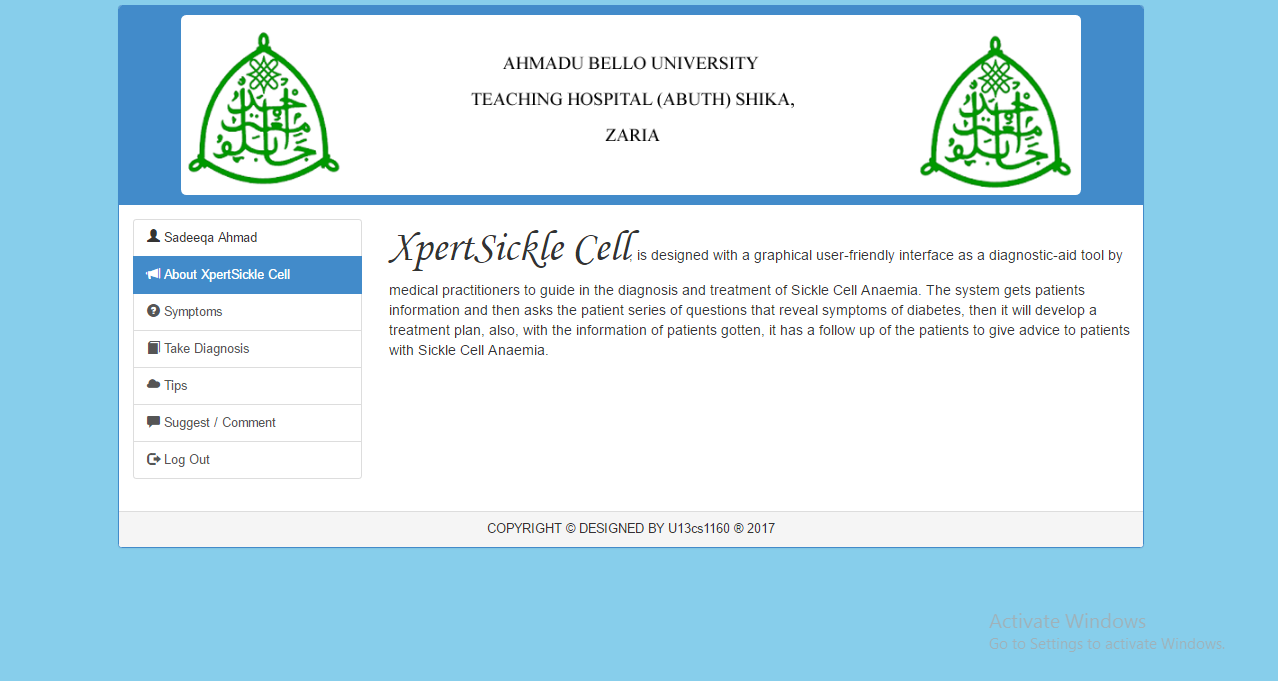 AHMADU BELLO UNIVERSITY
TEACHING HOSPITAL (ABUTH) SHIKA,
ZARIA
Sadeeqa Ahmad
About XpertSickle Cell
Symptoms
Take Diagnosis
Tips
Suggest / Comment
Log Out
XpertSickle Cell, is designed with a graphical user-friendly interface as a diagnostic-aid tool by
medical practitioners to guide in the diagnosis and treatment of Sickle Cell Anaemia. The system gets patients
information and then asks the patient series of questions that reveal symptoms of diabetes, then it will develop a
treatment plan, also, with the information of patients gotten, it has a follow up of the patients to give advice to patients
with Sickle Cell Anaemia.
COPYRIGHT © DESIGNED BY U13cs1160 ® 2017
Activate Windows
Go to Settings to activate Windows.